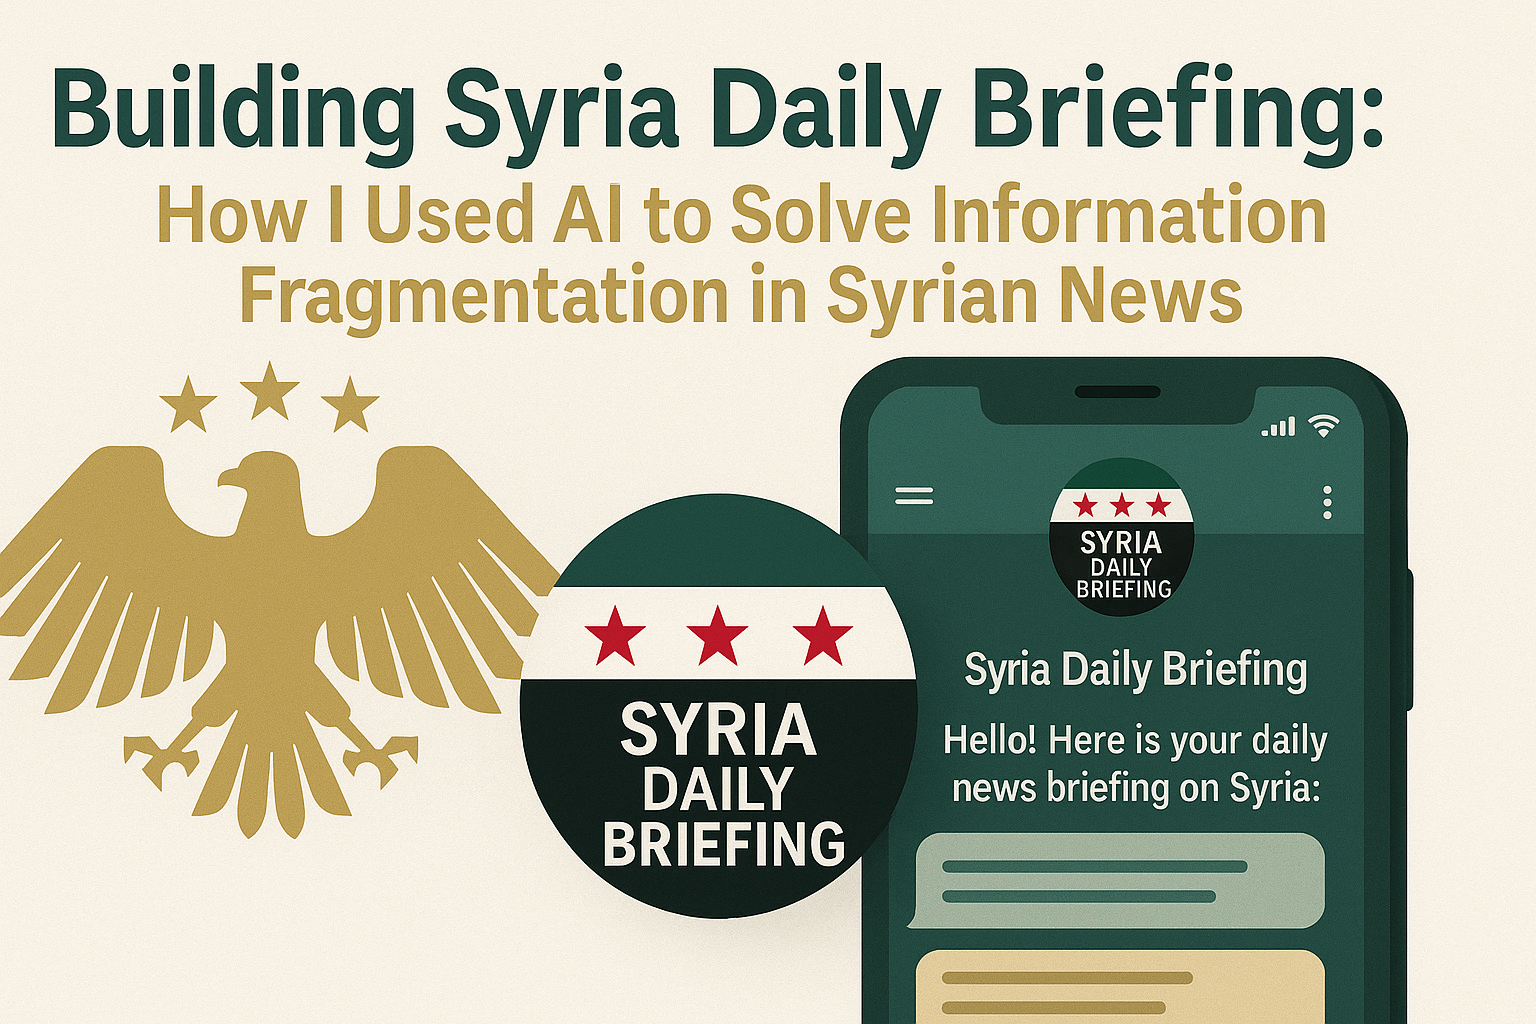 Building Syria Daily Briefing:
How I Used AI to Solve Information
Fragmentation in Syrian News
SYRIA
DAILY
BRIEFING
SYRIA
DAILY
BRIEFING
Syria Daily Briefing
Hello! Here is your daily
news briefing on Syria: